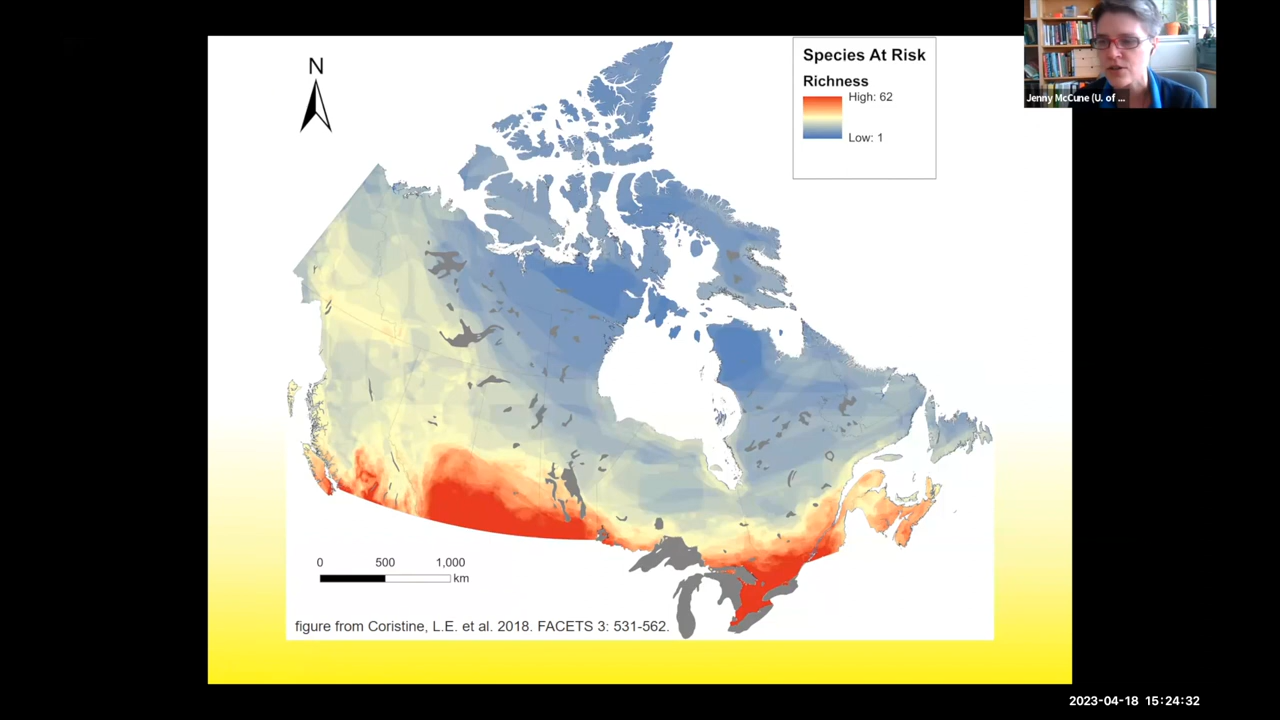 N
Species At Risk
Richness
High: 62
Low: 1
Jenny McCune (U. of ...
0 500 1,000
km
figure from Coristine, L.E. et al. 2018. FACETS 3: 531-562.
2023-04-18 15:24:32